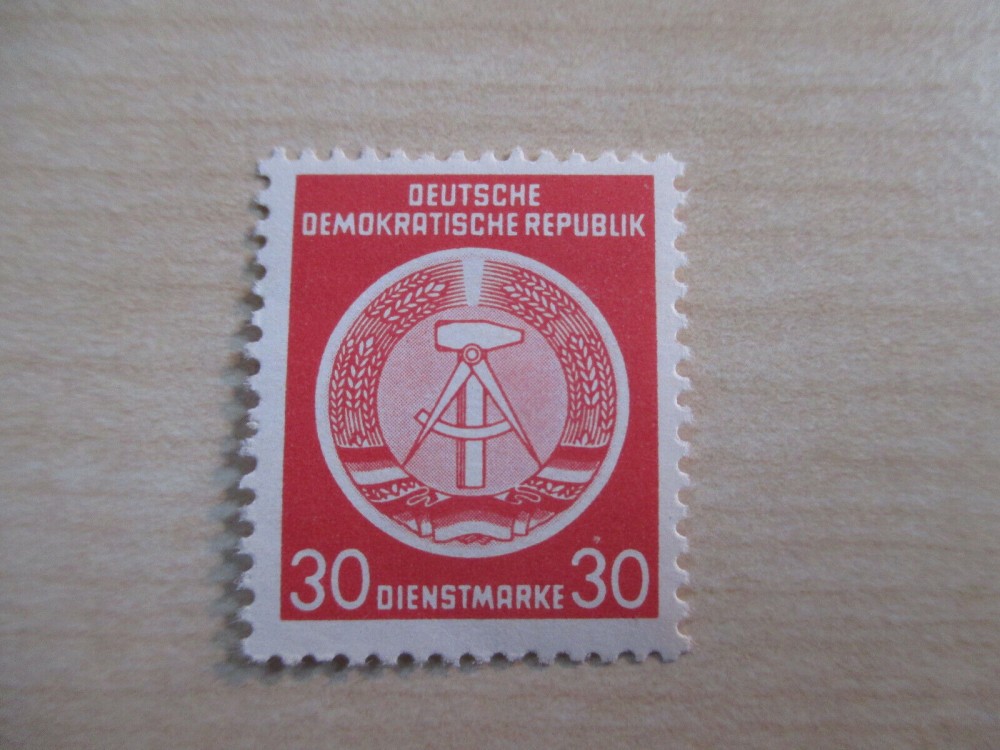 DEUTSCHE
DEMOKRATISCHE REPUBLIK
30 DIENSTMARKE 30